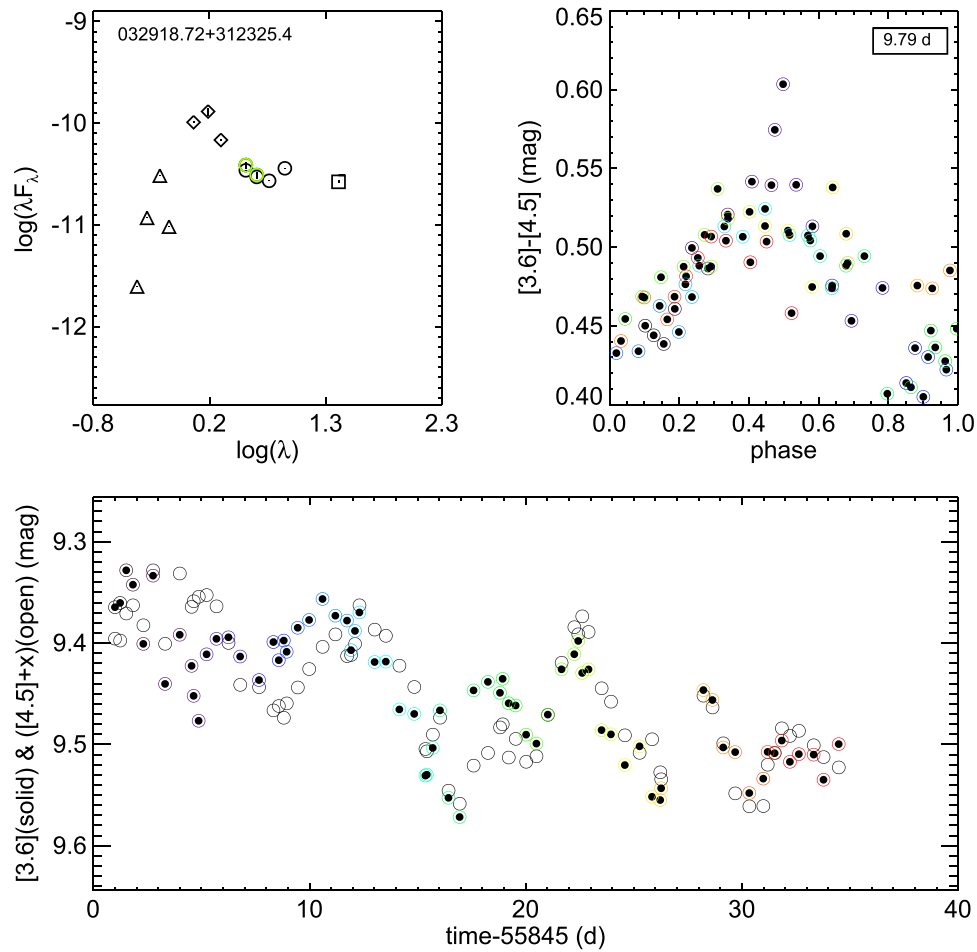 032918.72+312325.4
-9
-10
-11
-12
log(λFλ)
-0.8 0.2 1.3 2.3
log(λ)
9.79 d
0.65
0.60
0.55
0.50
0.45
0.40
[3.6]-[4.5] (mag)
0.0 0.2 0.4 0.6 0.8 1.0
phase
9.3
9.4
9.5
9.6
[3.6](solid) & ([4.5]+x)(open) (mag)
0 10 20 30 40
time-55845 (d)